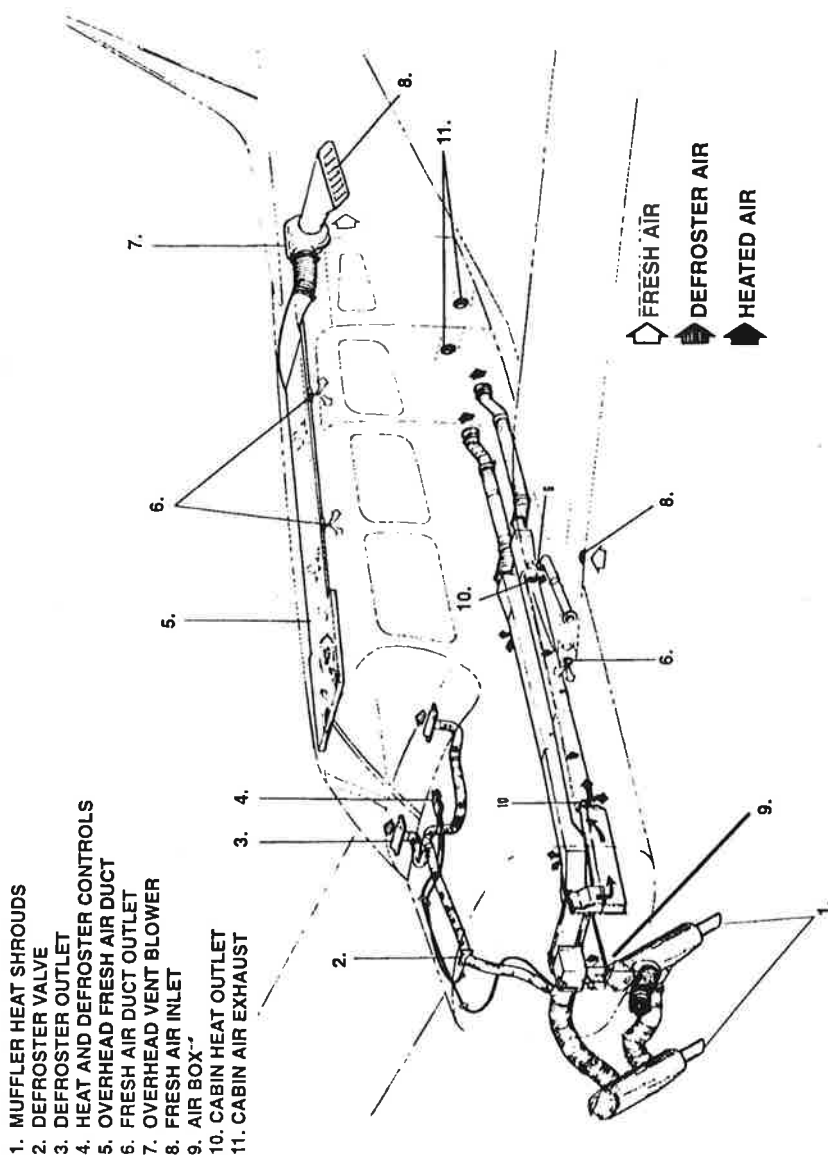 1. MUFFLER HEAT SHROUDS
2. DEFROSTER VALVE
3. DEFROSTER OUTLET
4. HEAT AND DEFROSTER CONTROLS
5. OVERHEAD FRESH AIR DUCT
6. FRESH AIR DUCT OUTLET
7. OVERHEAD VENT BLOWER
8. FRESH AIR INLET
9. AIR BOX
10. CABIN HEAT OUTLET
11. CABIN AIR EXHAUST
1.
2.
3.
4.
5.
6.
7.
8.
9.
10
6.
10.
8.
11.
FRESH AIR
DEFROSTER AIR
HEATED AIR